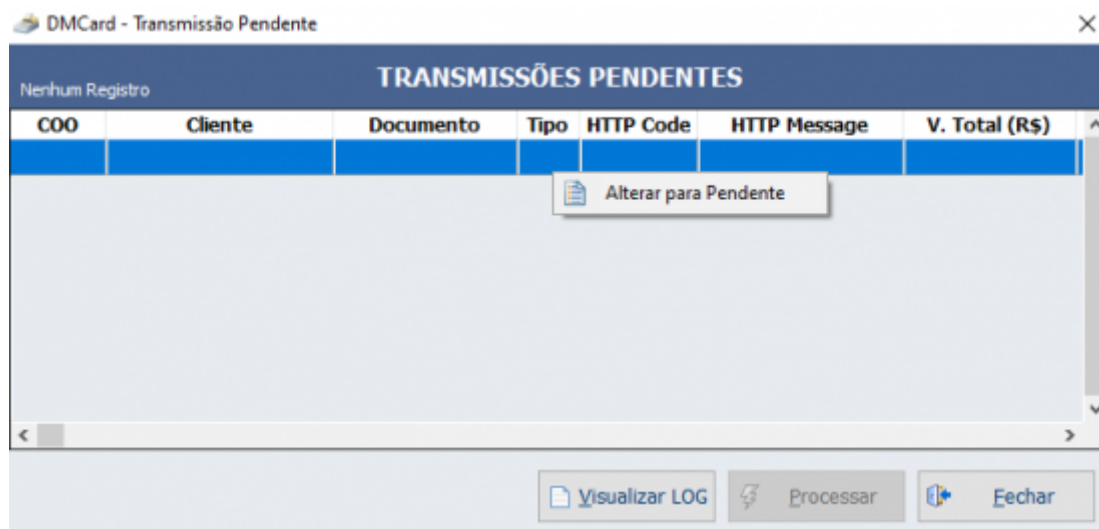 DMCard - Transmissão Pendente
TRANSMISSÕES PENDENTES
Nenhum Registro
COO Cliente Documento Tipo HTTP Code HTTP Message V. Total (R$)
Alterar para Pendente
Visualizar LOG Processar Fechar